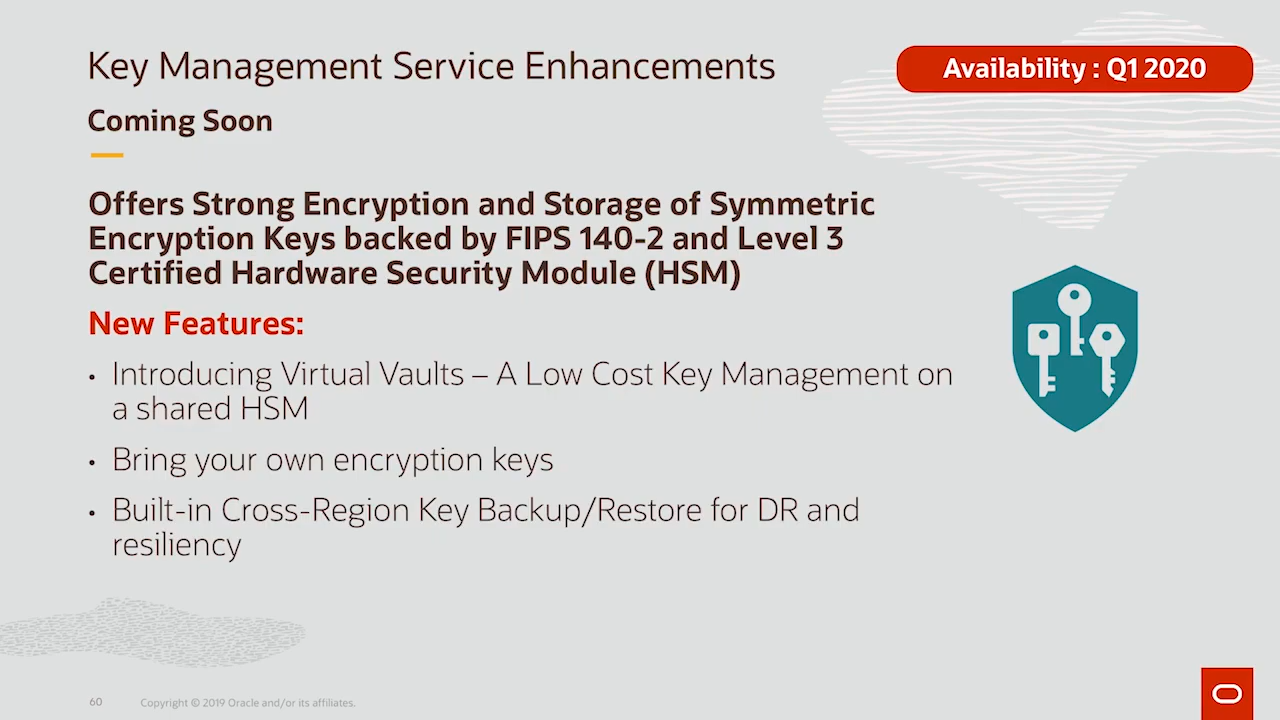 Key Management Service Enhancements
Availability : Q1 2020
Coming Soon
Offers Strong Encryption and Storage of Symmetric
Encryption Keys backed by FIPS 140-2 and Level 3
Certified Hardware Security Module (HSM)
New Features:
• Introducing Virtual Vaults – A Low Cost Key Management on
a shared HSM
• Bring your own encryption keys
• Built-in Cross-Region Key Backup/Restore for DR and
resiliency
60 Copyright © 2019 Oracle and/or its affiliates.